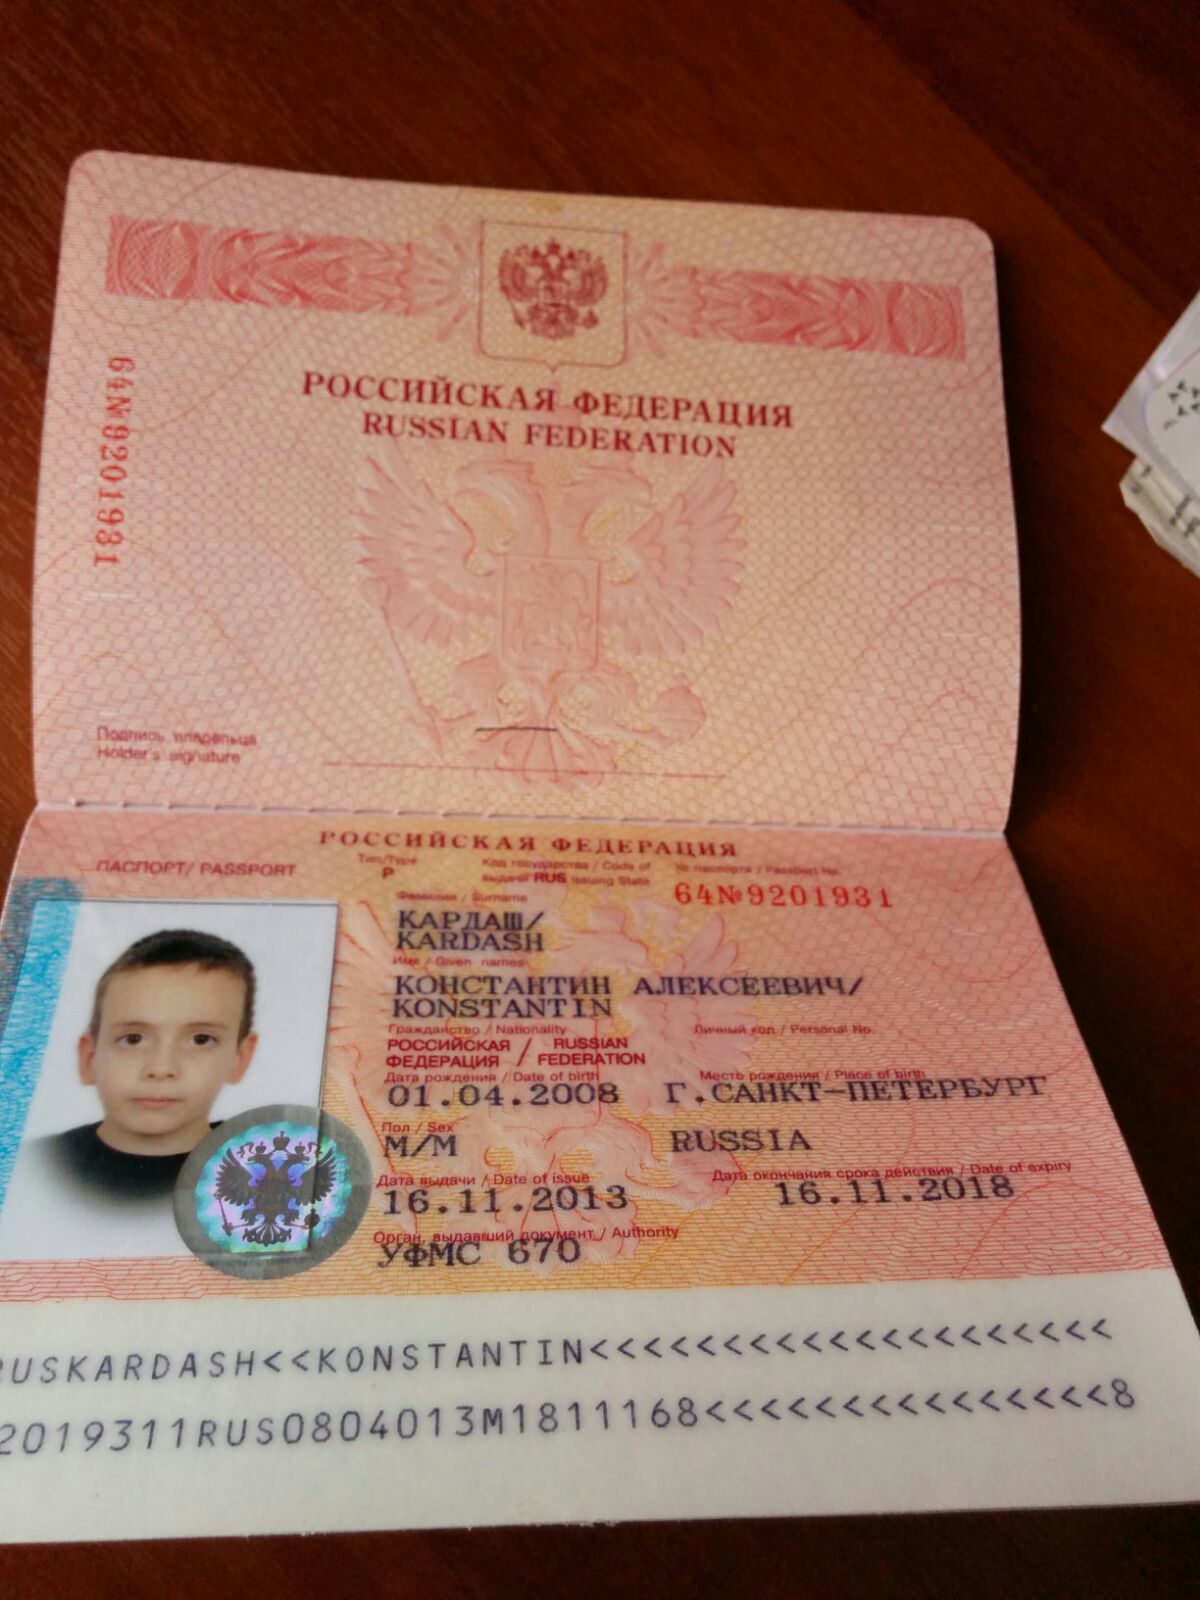 РОССИЙСКАЯ ФЕДЕРАЦИЯ
RUSSIAN FEDERATION
64№9201931
Подпись владельца
Holder's signature
РОССИЙСКАЯ ФЕДЕРАЦИЯ
ПАСПОРТ/ PASSPORT
Тип/Type
P
Код государства / Code of
выдачи RUS issuing State
№ паспорта / Passport No.
64№9201931
Фамилия / Surname
КАРДАШ/
KARDASH
Имя / Given names
КОНСТАНТИН АЛЕКСЕЕВИЧ/
KONSTANTIN
Гражданство / Nationality
Личный код / Personal No.
РОССИЙСКАЯ / RUSSIAN
ФЕДЕРАЦИЯ / FEDERATION
Дата рождения / Date of birth
Место рождения / Place of birth
01.04.2008 Г.САНКТ-ПЕТЕРБУРГ
Пол / Sex
М/M RUSSIA
Дата выдачи / Date of issue
Дата окончания срока действия / Date of expiry
16.11.2013 16.11.2018
Орган, выдавший документ / Authority
УФМС 670
RUSKARDASH<<KONSTANTIN<<<<<<<<<<<<<<<<<<<<<<
2019311RUS0804013M1811168<<<<<<<<<<<<<<<8